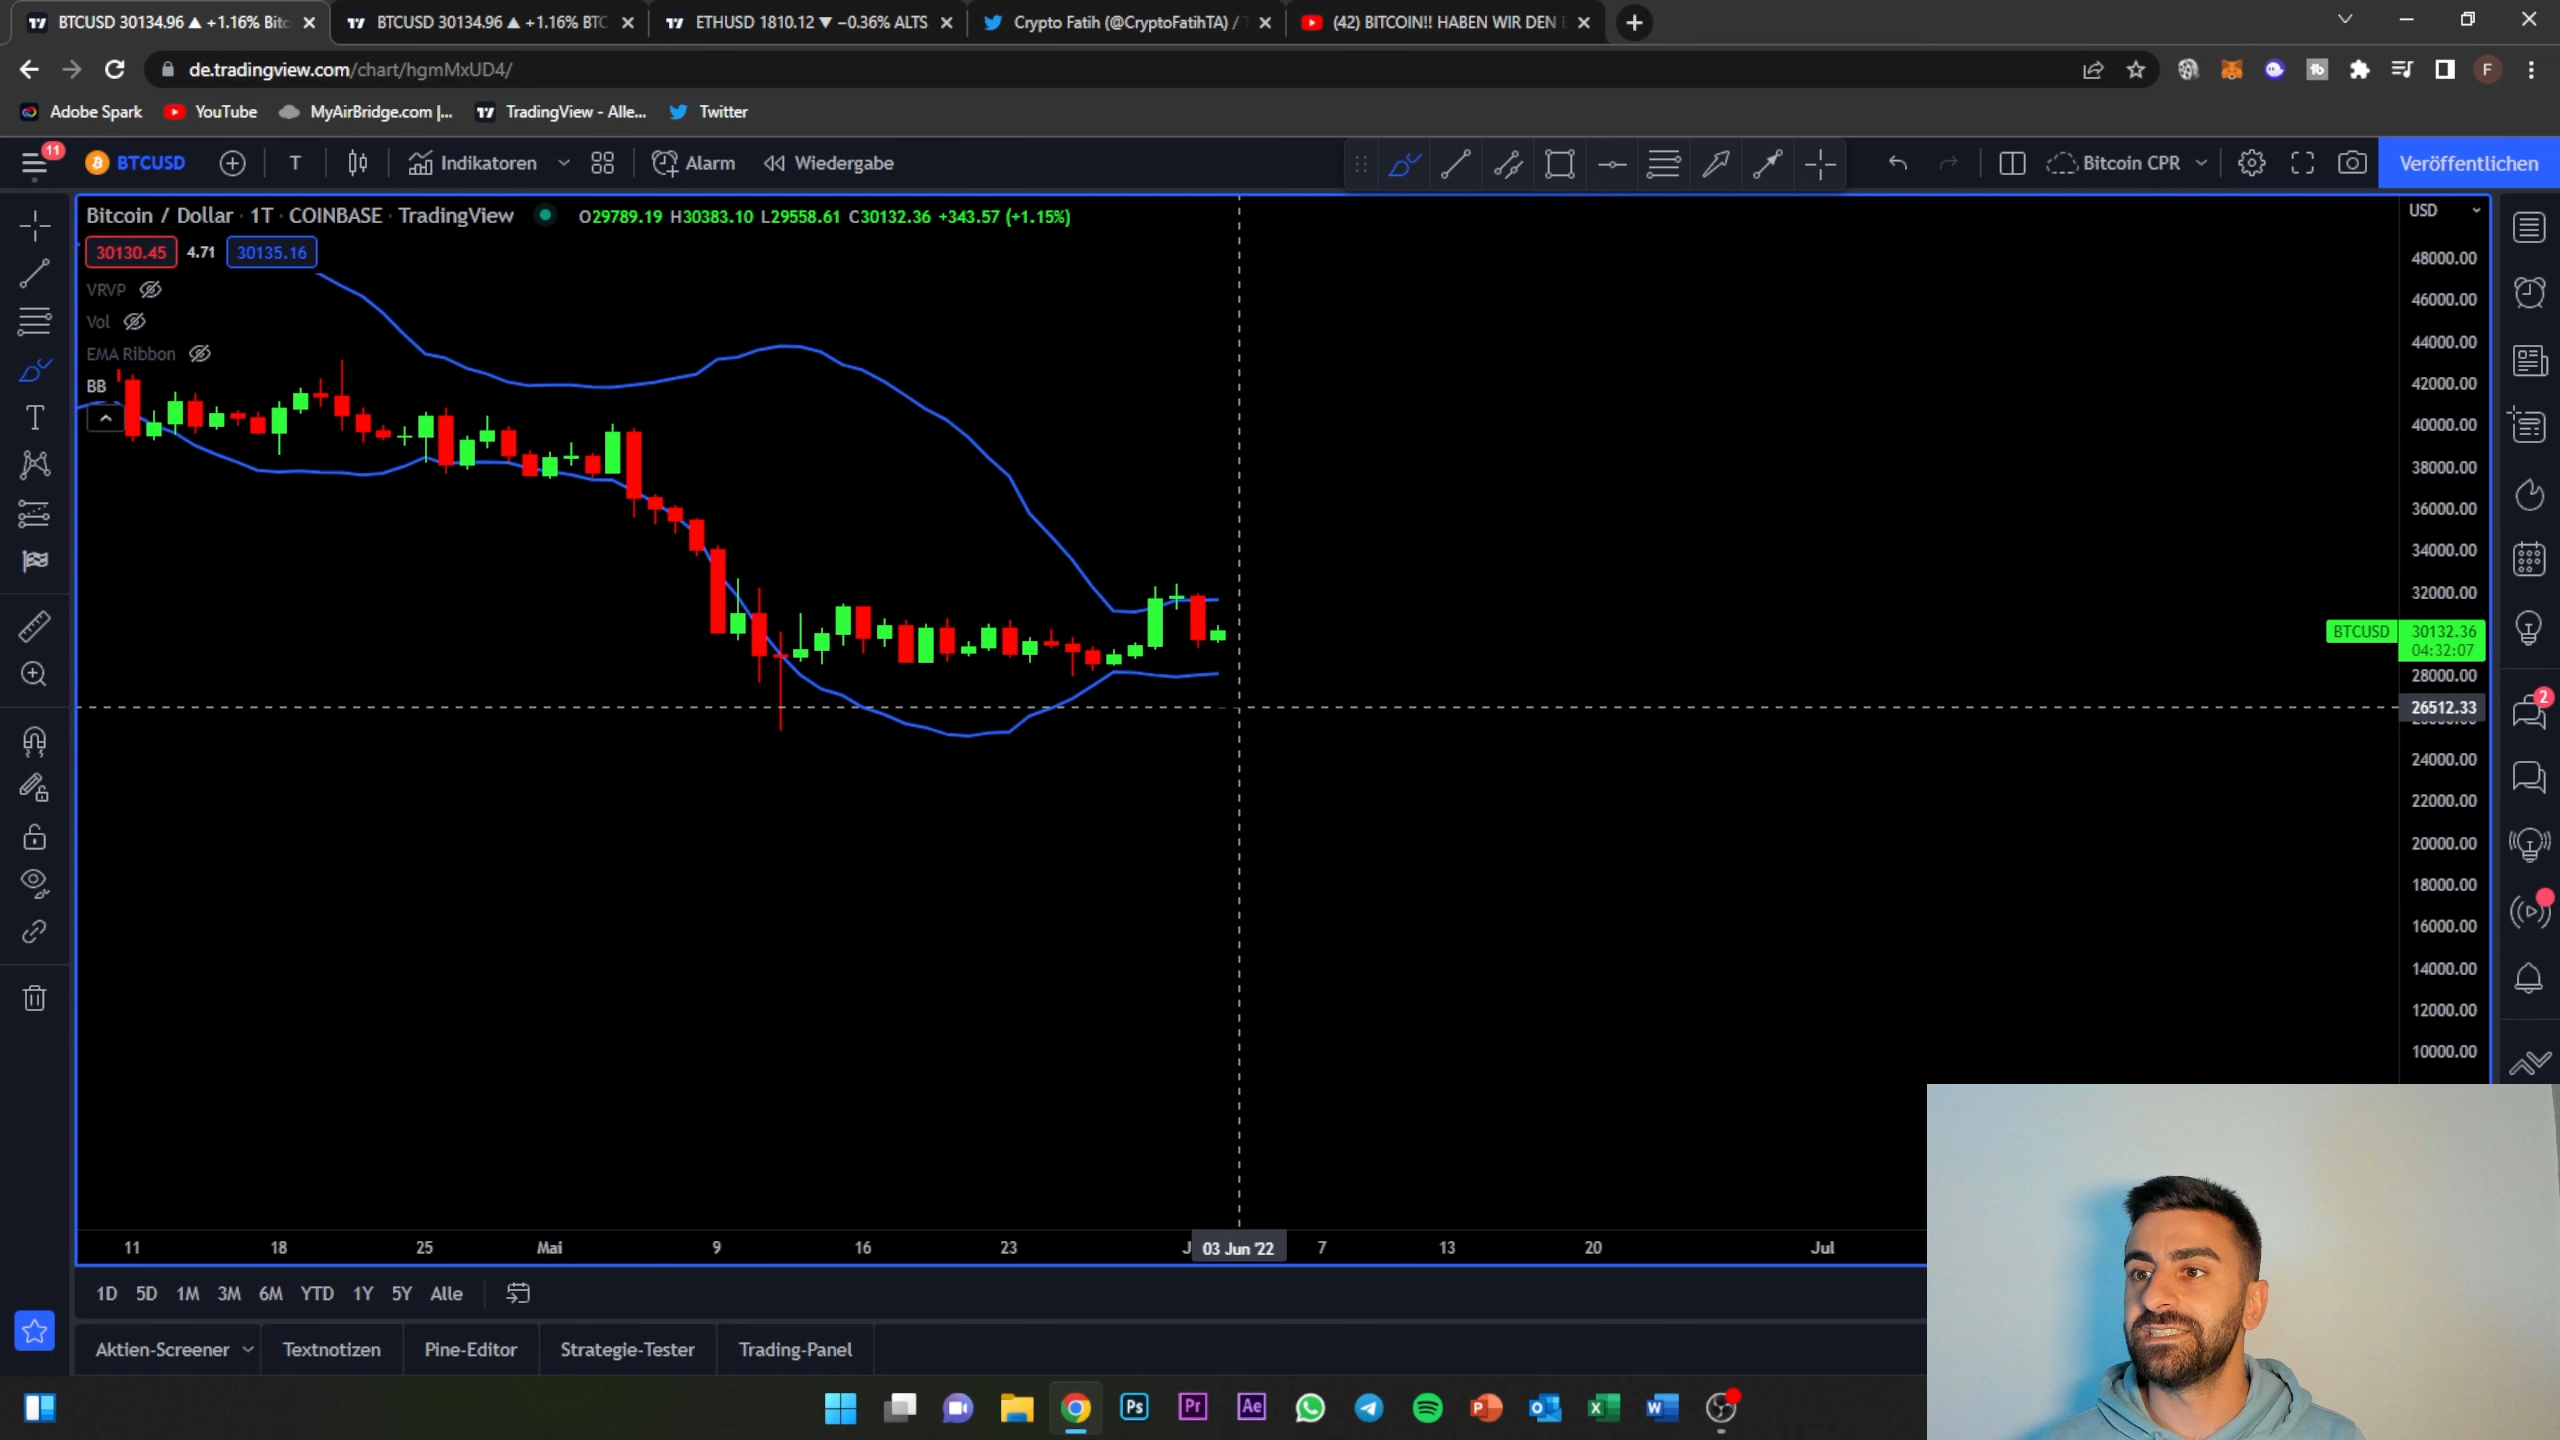 BTCUSD 30134.96 ▲ +1.16% Bitc
BTCUSD 30134.96 ▲ +1.16% BTC
ETHUSD 1810.12 ▼ −0.36% ALTS
Crypto Fatih (@CryptoFatihTA) /
(42) BITCOIN!! HABEN WIR DEN
de.tradingview.com/chart/hgmMxUD4/
F
Adobe Spark
YouTube
MyAirBridge.com |...
TradingView - Alle...
Twitter
11
BTCUSD
T
Indikatoren
Alarm
Wiedergabe
Bitcoin CPR
Veröffentlichen
Bitcoin / Dollar · 1T · COINBASE · TradingView
O29789.19 H30383.10 L29558.61 C30132.36 +343.57 (+1.15%)
USD
30130.45
4.71
30135.16
VRVP
Vol
EMA Ribbon
BB
48000.00
46000.00
44000.00
42000.00
40000.00
38000.00
36000.00
34000.00
32000.00
BTCUSD
30132.36
04:32:07
28000.00
26512.33
24000.00
22000.00
20000.00
18000.00
16000.00
14000.00
12000.00
10000.00
2
11
18
25
Mai
9
16
23
J
03 Jun '22
7
13
20
Jul
1D
5D
1M
3M
6M
YTD
1Y
5Y
Alle
Aktien-Screener
Textnotizen
Pine-Editor
Strategie-Tester
Trading-Panel
Ps
Pr
Ae
P
O
X
W